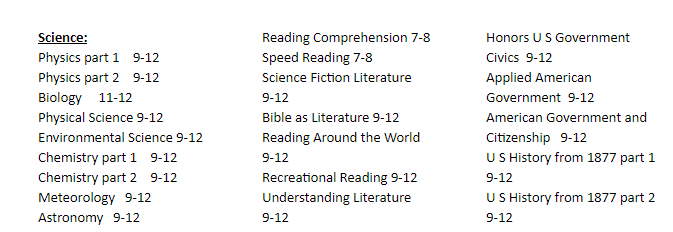 Science:
Physics part 1 9-12
Physics part 2 9-12
Biology 11-12
Physical Science 9-12
Environmental Science 9-12
Chemistry part 1 9-12
Chemistry part 2 9-12
Meteorology 9-12
Astronomy 9-12
Reading Comprehension 7-8
Speed Reading 7-8
Science Fiction Literature
9-12
Bible as Literature 9-12
Reading Around the World
9-12
Recreational Reading 9-12
Understanding Literature
9-12
Honors U S Government
Civics 9-12
Applied American
Government 9-12
American Government and
Citizenship 9-12
U S History from 1877 part 1
9-12
U S History from 1877 part 2
9-12